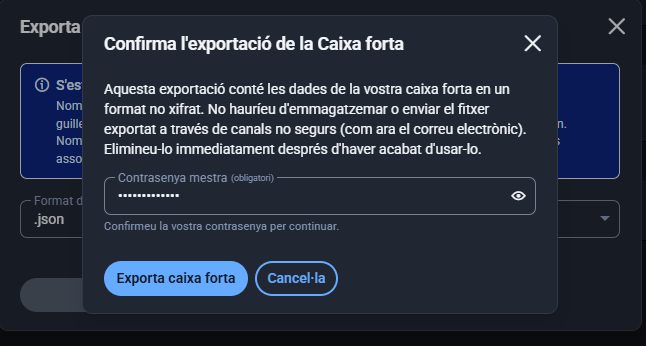 Exporta
Confirma l'exportació de la Caixa forta
S'es
Nom
guille
Nom
asso
n.
s
Aquesta exportació conté les dades de la vostra caixa forta en un
format no xifrat. No hauríeu d'emmagatzemar o enviar el fitxer
exportat a través de canals no segurs (com ara el correu electrònic).
Elimineu-lo immediatament després d'haver acabat d'usar-lo.
Format d
.json
Contrasenya mestra (obligatori)
•••••••••••••
Confirmeu la vostra contrasenya per continuar.
Exporta caixa forta
Cancel·la